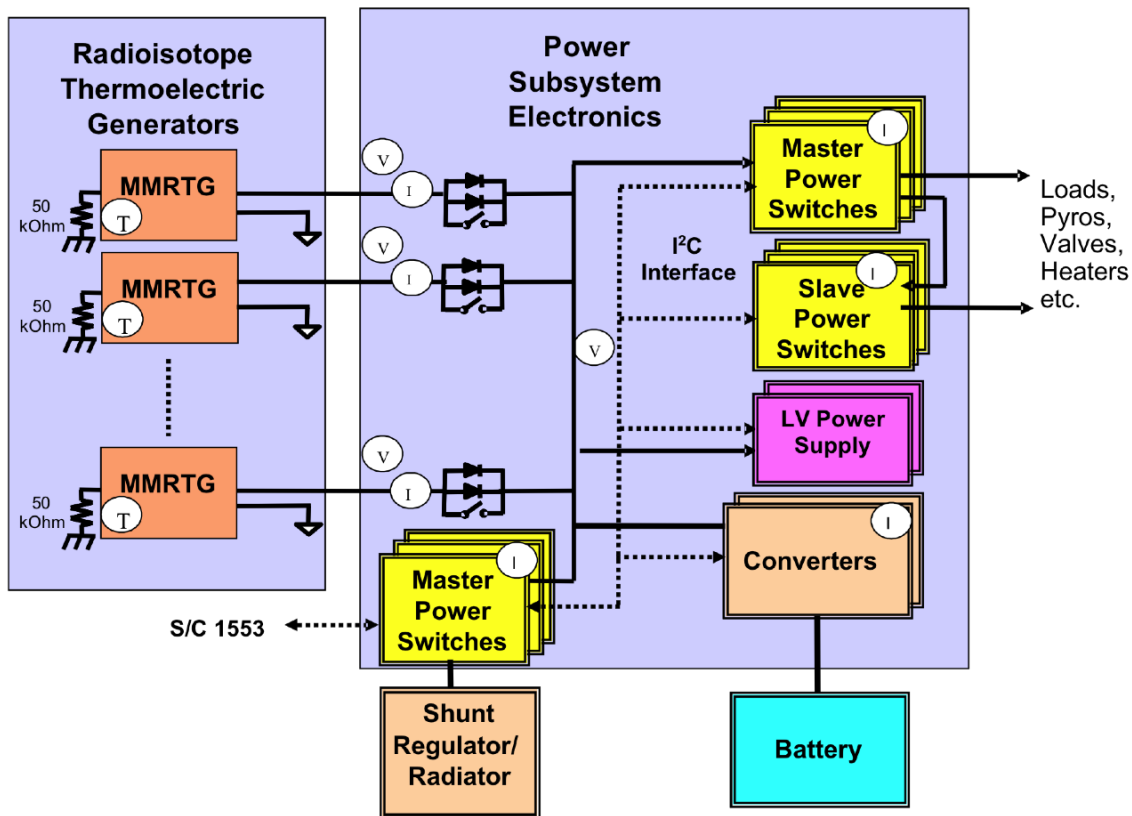 Radioisotope
Thermoelectric
Generators
MMRTG
50
kOhm
T
MMRTG
50
kOhm
T
MMRTG
50
kOhm
T
Power
Subsystem
Electronics
V
I
V
I
V
I
V
I²C
Interface
I
Master
Power
Switches
I
Slave
Power
Switches
LV Power
Supply
I
Converters
I
Master
Power
Switches
Loads,
Pyros,
Valves,
Heaters
etc.
S/C 1553
Shunt
Regulator/
Radiator
Battery